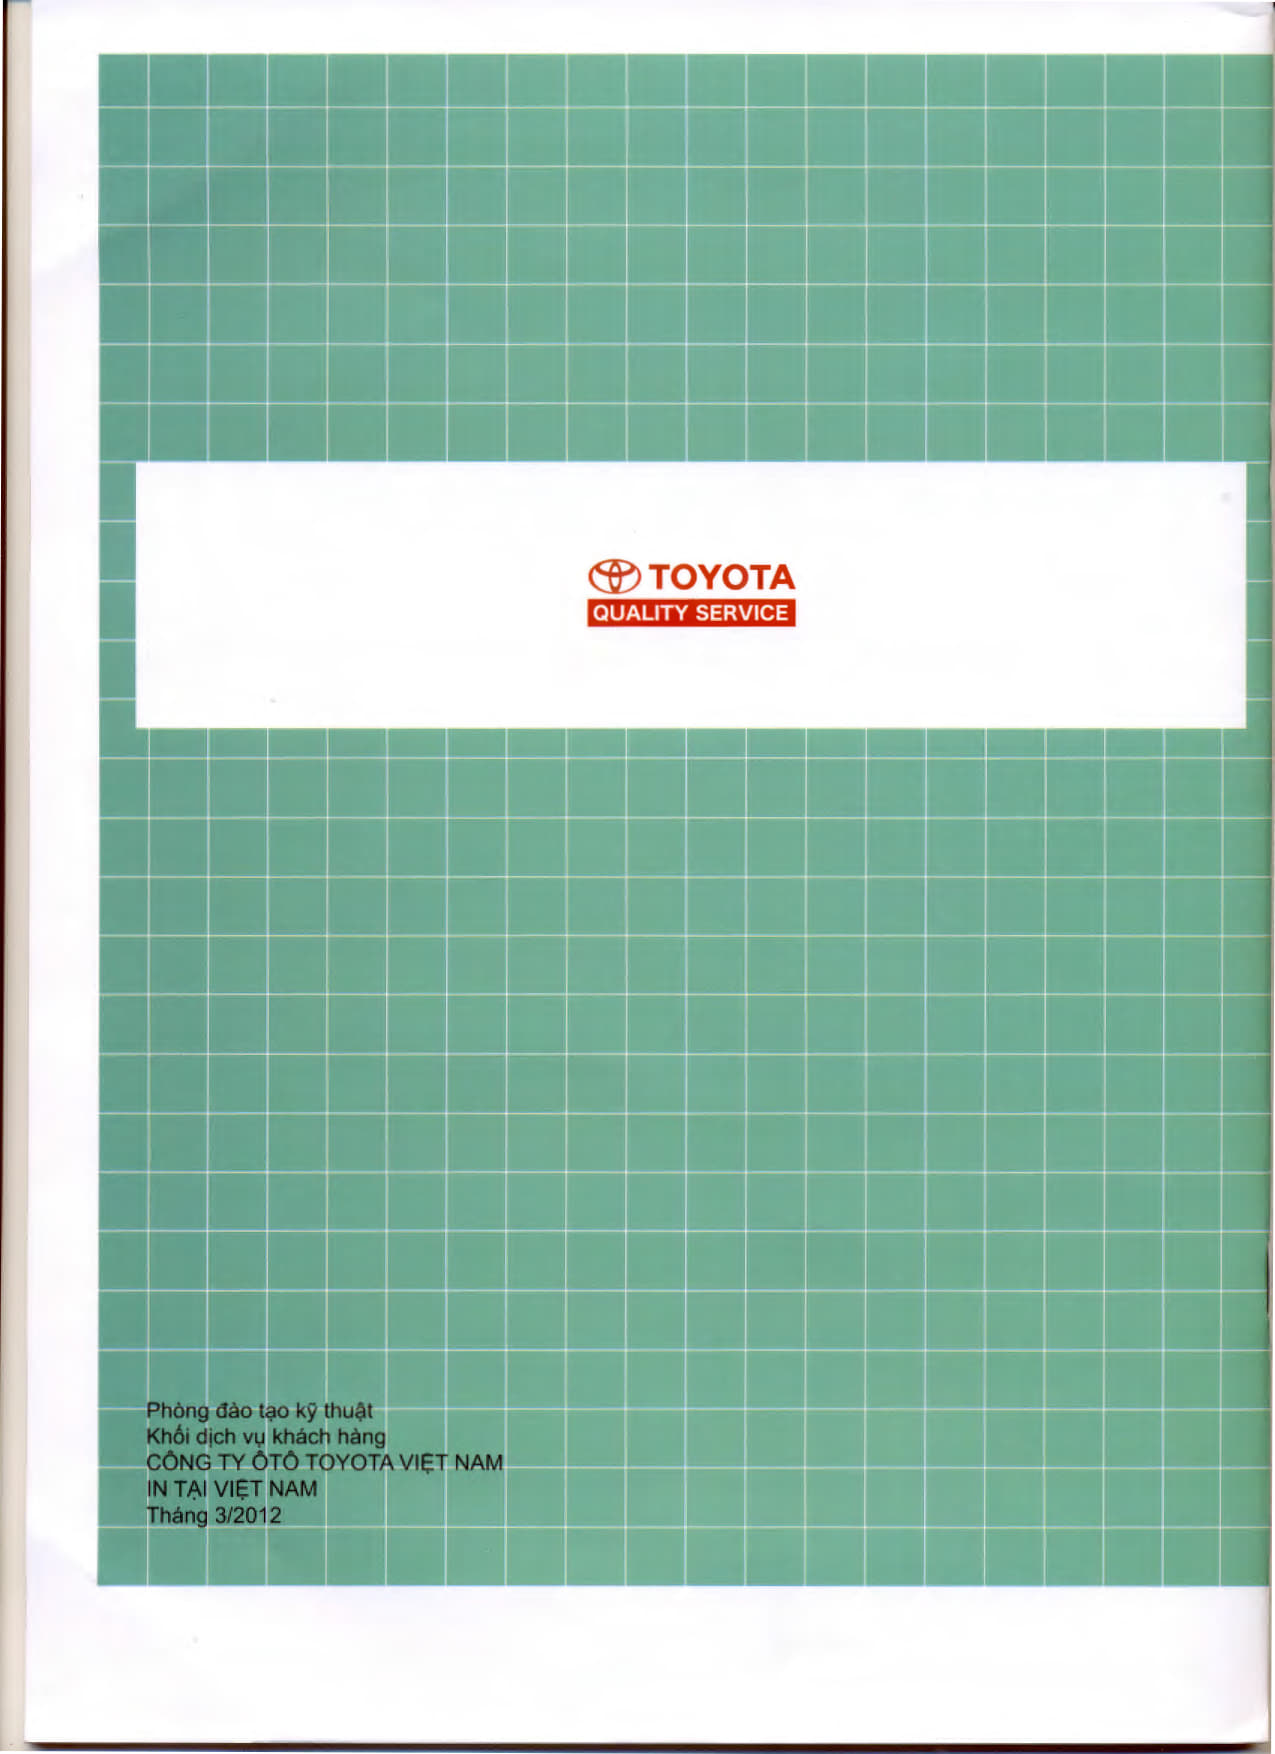 TOYOTA
QUALITY SERVICE
Phòng đào tạo kỹ thuật
Khối dịch vụ khách hàng
CÔNG TY ÔTÔ TOYOTA VIỆT NAM
IN TẠI VIỆT NAM
Tháng 3/2012